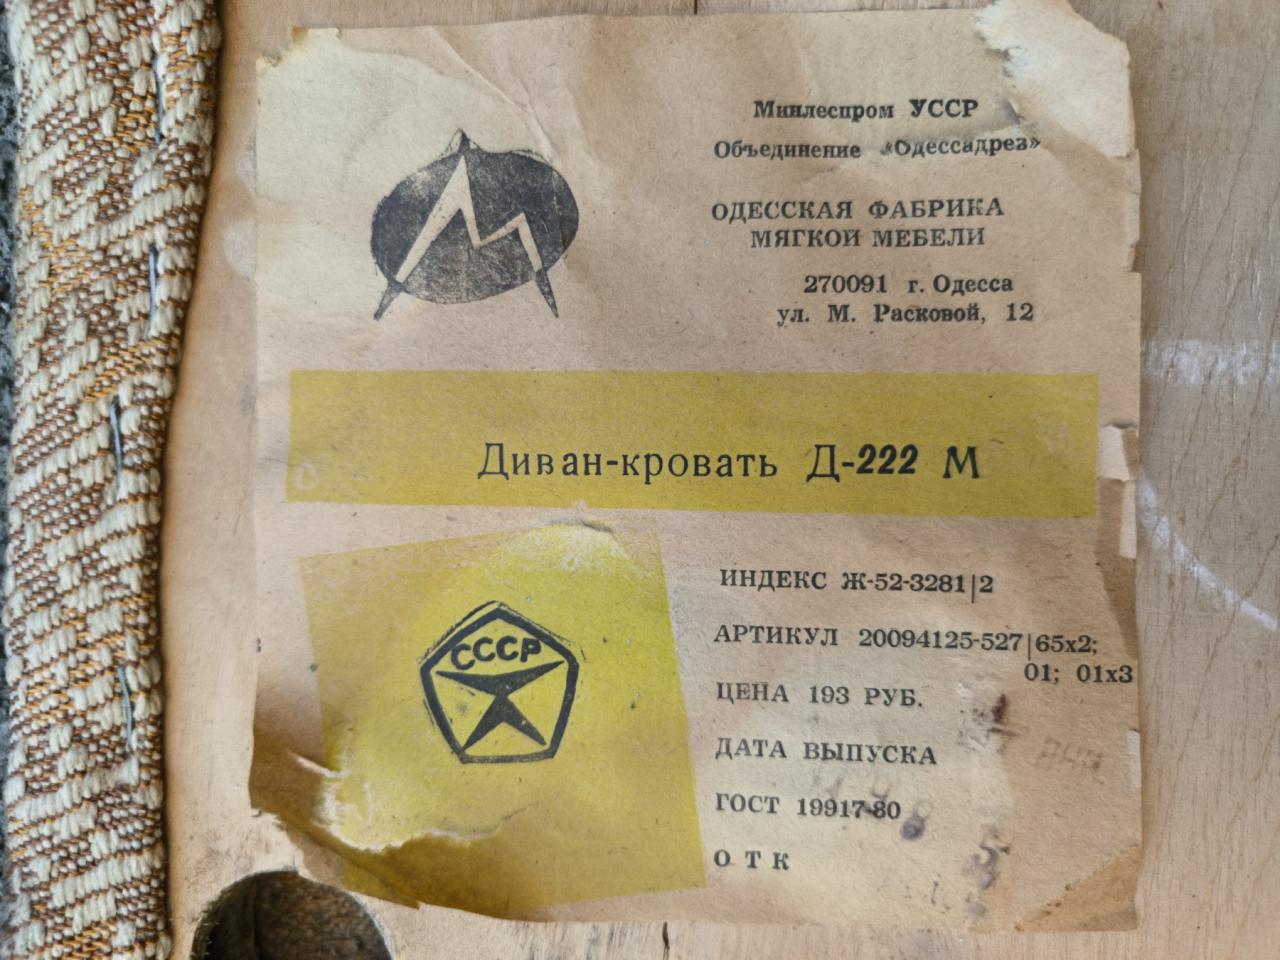 Минлеспром УССР
Объединение «Одессадрез»
ОДЕССКАЯ ФАБРИКА
МЯГКОЙ МЕБЕЛИ
270091 г. Одесса
ул. М. Расковой, 12
Диван-кровать Д-222 М
СССР
ИНДЕКС Ж-52-3281|2
АРТИКУЛ 20094125-527|65х2;
01; 01х3
ЦЕНА 193 РУБ.
ДАТА ВЫПУСКА
ГОСТ 19917-80
О Т К